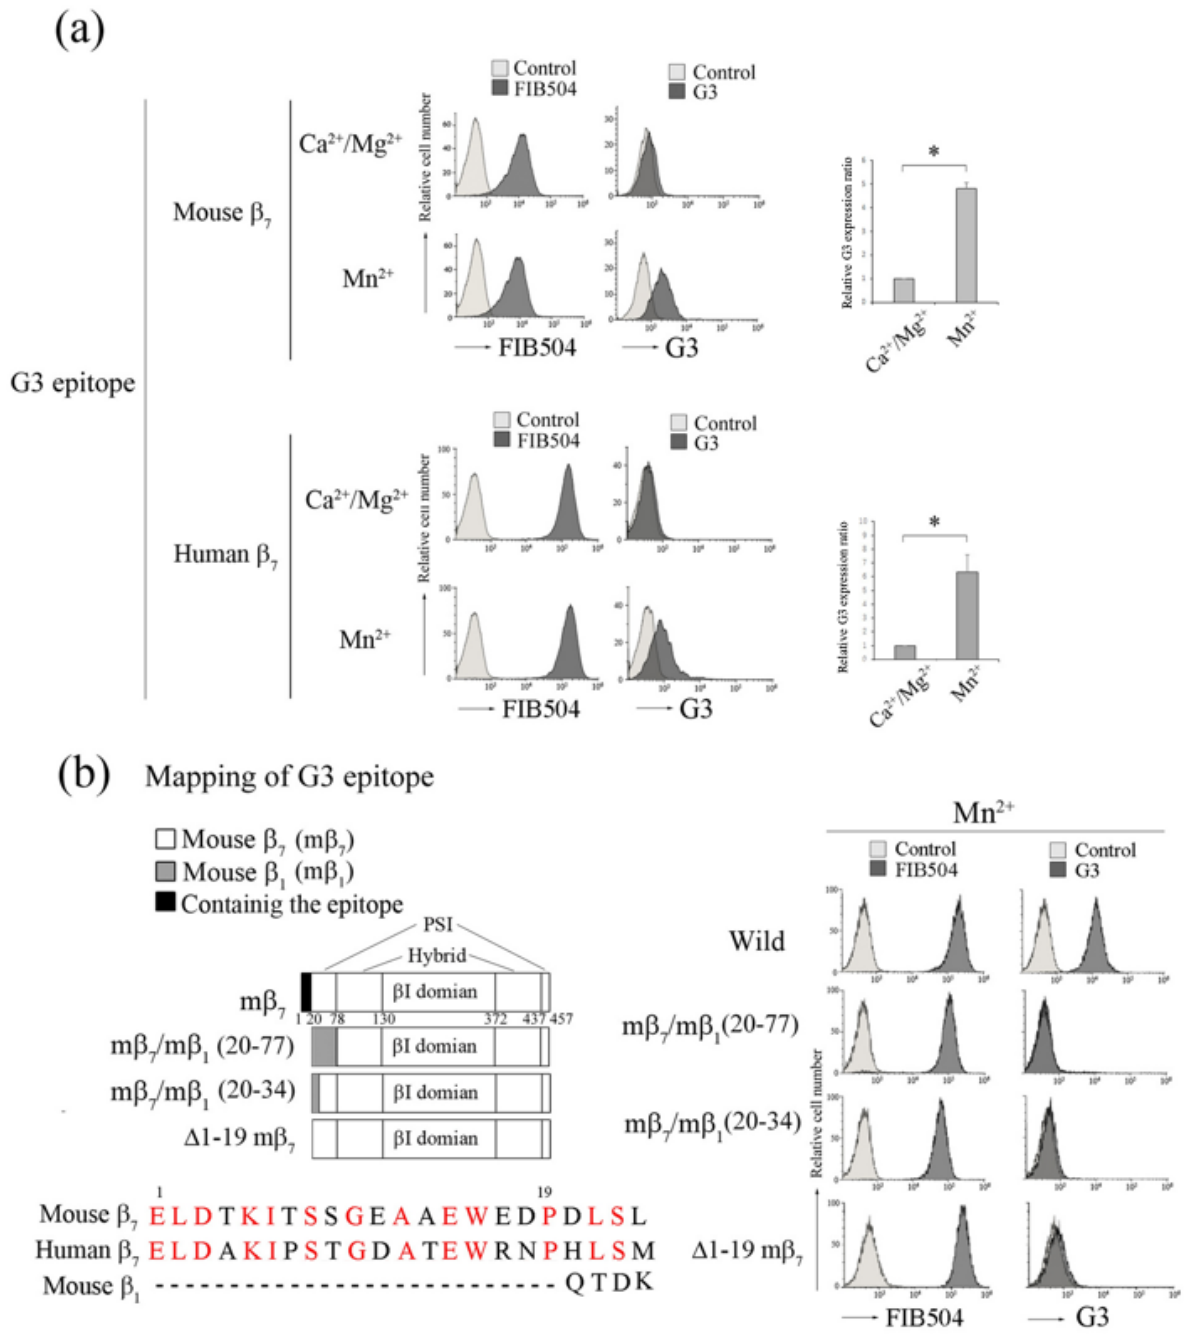 (a)
Control
FIB504
Control
G3
Ca²⁺/Mg²⁺
Mouse β₇
Mn²⁺
Relative cell number
FIB504
G3
Relative G3 expression ratio
*
Ca²⁺/Mg²⁺
Mn²⁺
G3 epitope
Control
FIB504
Control
G3
Ca²⁺/Mg²⁺
Human β₇
Mn²⁺
Relative cell number
FIB504
G3
Relative G3 expression ratio
*
Ca²⁺/Mg²⁺
Mn²⁺
(b) Mapping of G3 epitope
Mouse β₇ (mβ₇)
Mouse β₁ (mβ₁)
Containig the epitope
PSI
Hybrid
mβ₇
βI domian
1 20 78 130 372 437 457
mβ₇/mβ₁ (20-77)
βI domian
mβ₇/mβ₁ (20-34)
βI domian
Δ1-19 mβ₇
βI domian
1 19
Mouse β₇ ELDTKITSSGEAAEWEDPDLSL
Human β₇ ELDAKIPSTGDATEWRNPHLSM
Mouse β₁ ------------------QTDK
Mn²⁺
Control
FIB504
Control
G3
Wild
mβ₇/mβ₁(20-77)
mβ₇/mβ₁(20-34)
Δ1-19 mβ₇
Relative cell number
FIB504
G3